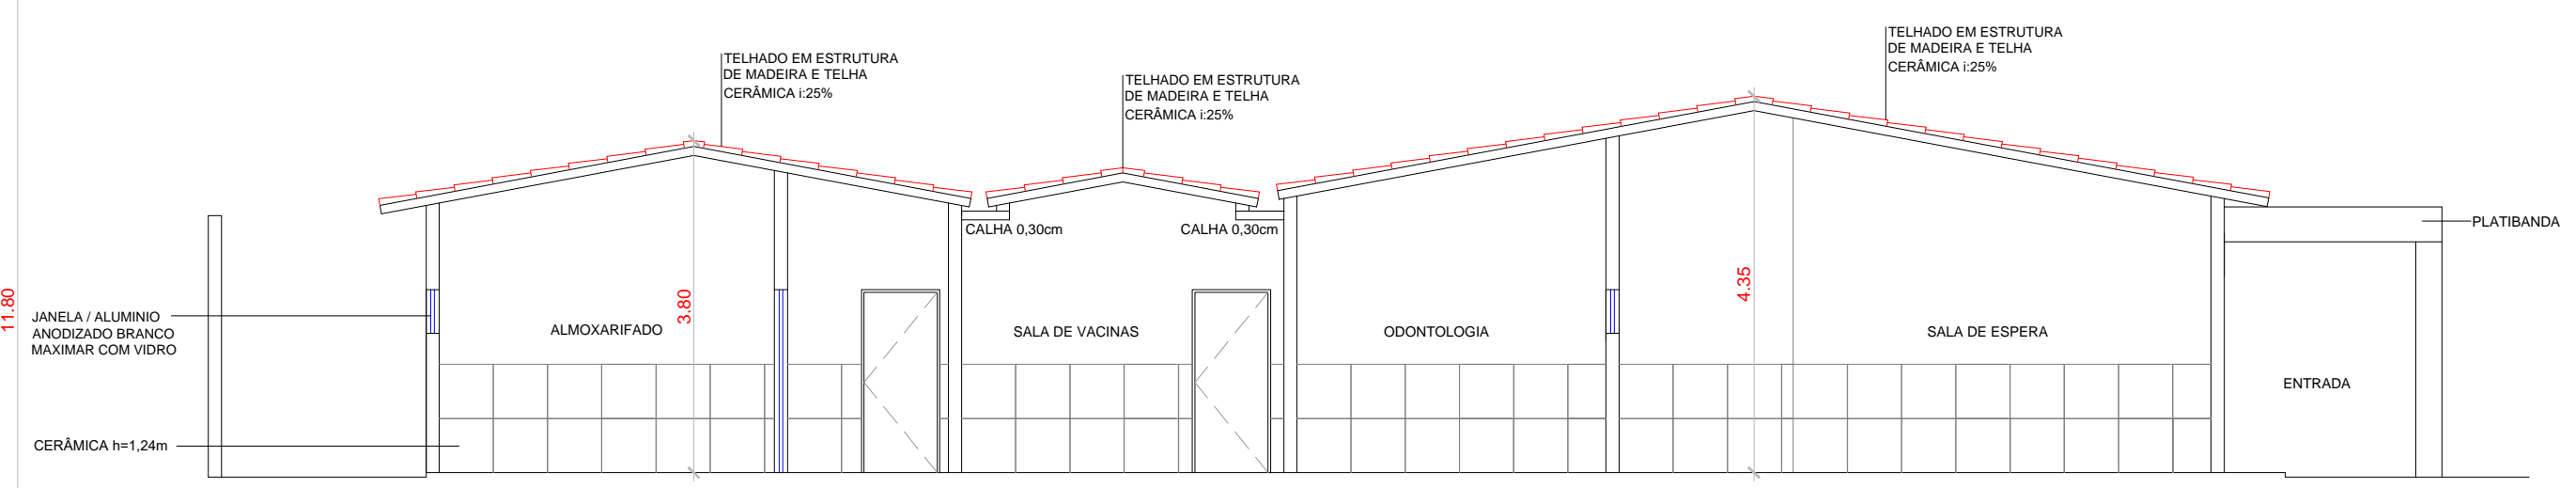 TELHADO EM ESTRUTURA
DE MADEIRA E TELHA
CERÂMICA i:25%
TELHADO EM ESTRUTURA
DE MADEIRA E TELHA
CERÂMICA i:25%
TELHADO EM ESTRUTURA
DE MADEIRA E TELHA
CERÂMICA i:25%
CALHA 0,30cm
CALHA 0,30cm
PLATIBANDA
11.80
JANELA / ALUMINIO
ANODIZADO BRANCO
MAXIMAR COM VIDRO
ALMOXARIFADO
3.80
SALA DE VACINAS
ODONTOLOGIA
4.35
SALA DE ESPERA
ENTRADA
CERÂMICA h=1,24m